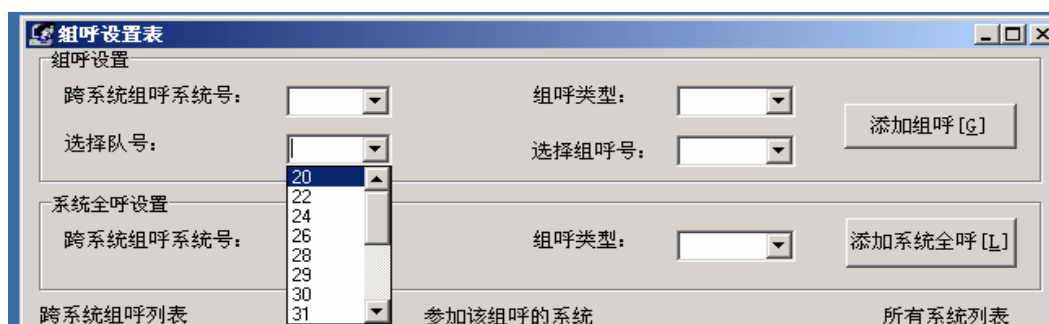 组呼设置表
组呼设置
跨系统组呼系统号： 组呼类型：
添加组呼[G]
选择队号： 选择组呼号：
20
22
24
26
28
29
30
31
系统全呼设置
跨系统组呼系统号： 组呼类型： 添加系统全呼[L]
跨系统组呼列表 参加该组呼的系统 所有系统列表